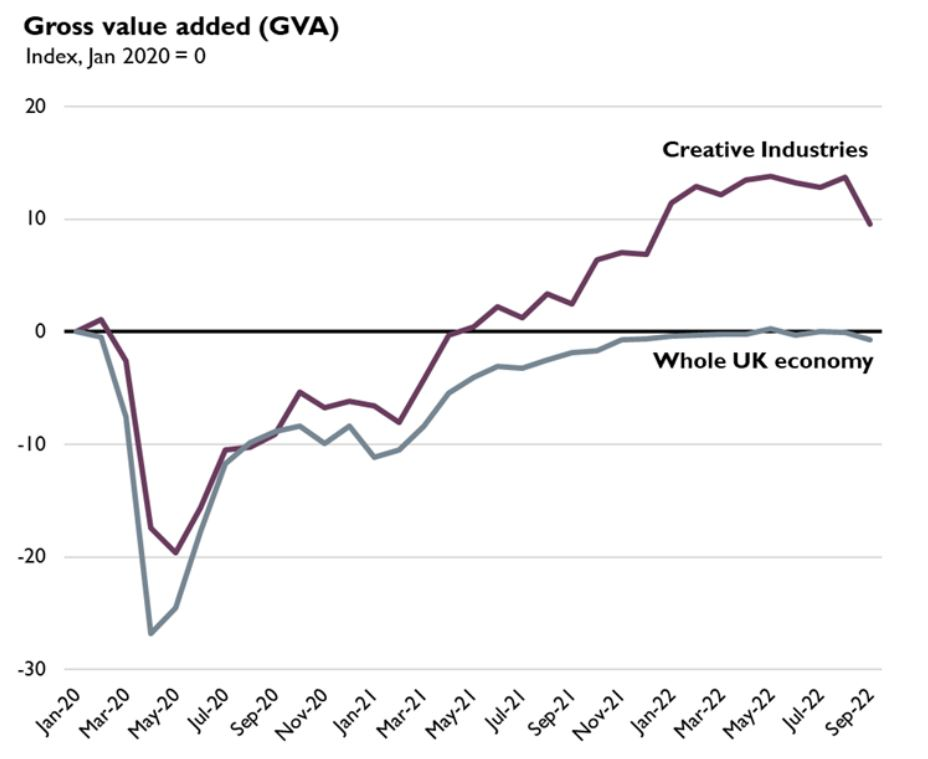 Gross value added (GVA)
Index, Jan 2020 = 0
20
Creative Industries
10
0
Whole UK economy
-10
-20
-30
Jan-20
Mar-20
May-20
Jul-20
Sep-20
Nov-20
Jan-21
Mar-21
May-21
Jul-21
Sep-21
Nov-21
Jan-22
Mar-22
May-22
Jul-22
Sep-22